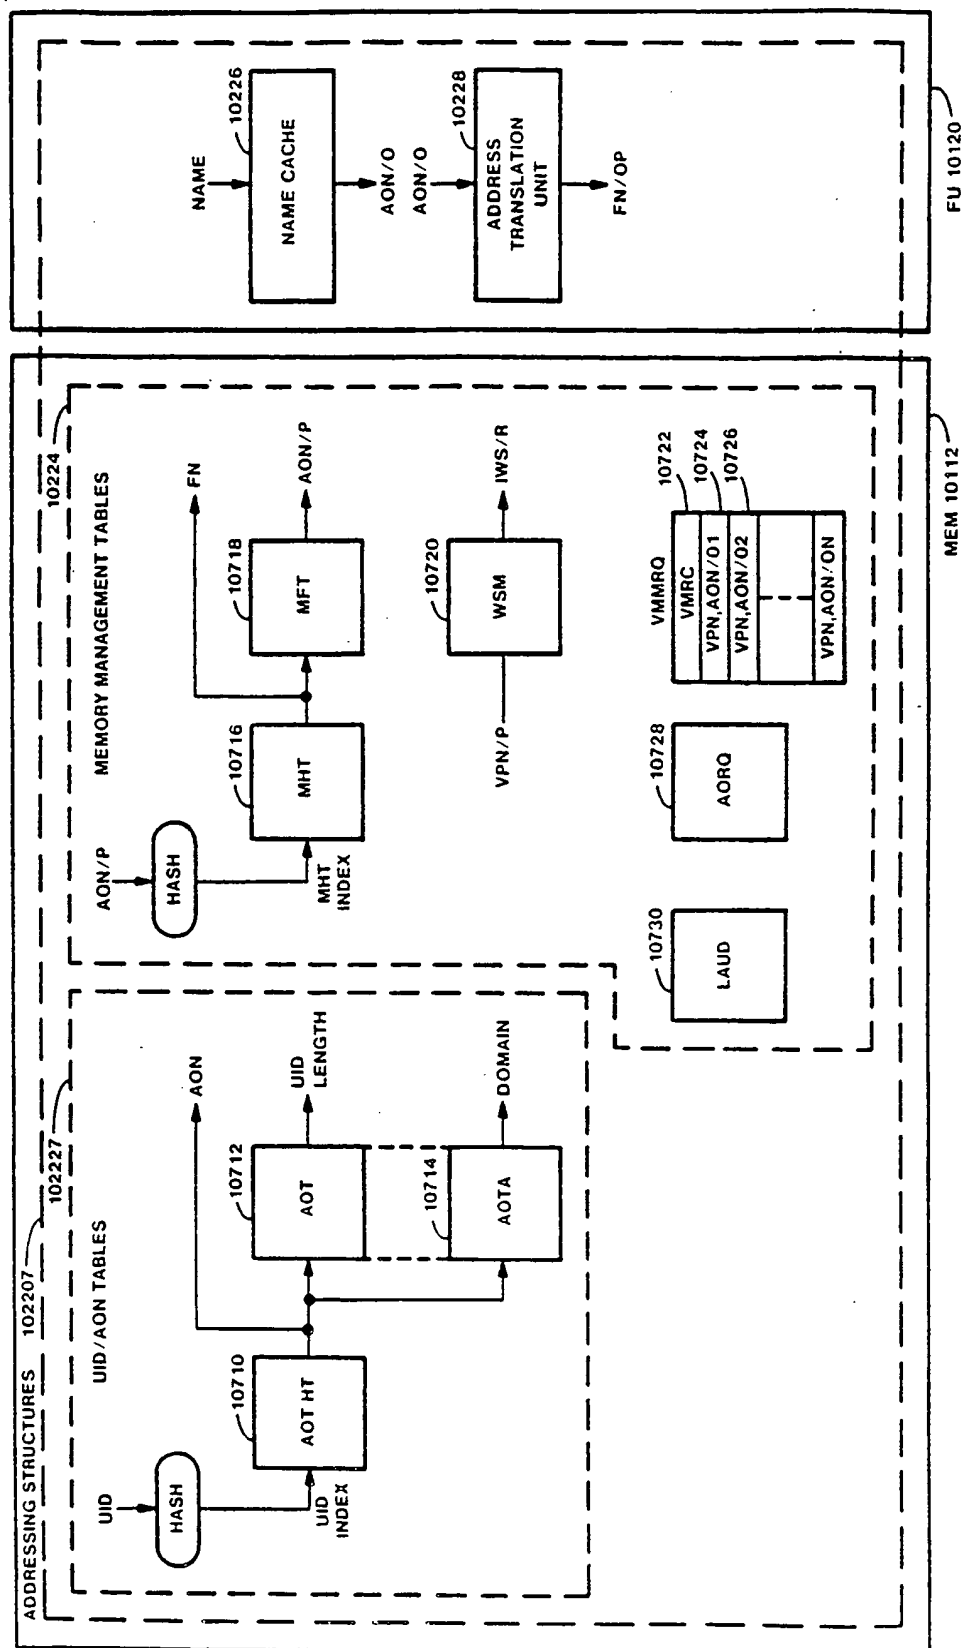 ADDRESSING STRUCTURES 102207
102227
UID/AON TABLES
UID
HASH
UID
INDEX
10710
AOT HT
AON
10712
AOT
UID
LENGTH
10714
AOTA
DOMAIN
10224
MEMORY MANAGEMENT TABLES
AON/P
HASH
MHT
INDEX
10716
MHT
FN
10718
MFT
AON/P
VPN/P
10720
WSM
IWS/R
10730
LAUD
10728
AORQ
VMMRQ
VMRC
10722
VPN,AON/O1
10724
VPN,AON/O2
10726
VPN,AON/ON
MEM 10112
NAME
10226
NAME CACHE
AON/O
AON/O
10228
ADDRESS
TRANSLATION
UNIT
FN/OP
FU 10120